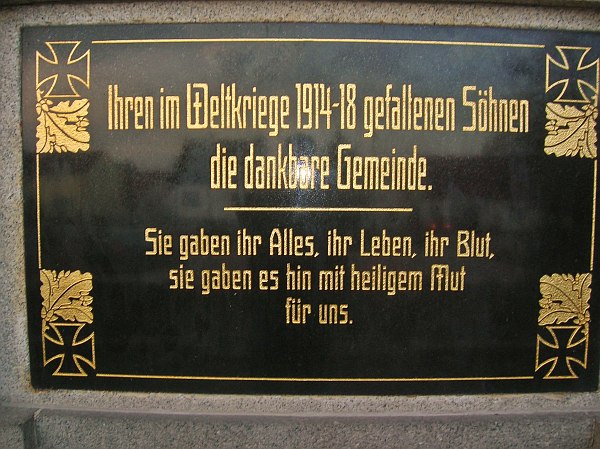 Ihren im Weltkriege 1914-18 gefallenen Söhnen
die dankbare Gemeinde.
Sie gaben ihr Alles, ihr Leben, ihr Blut,
sie gaben es hin mit heiligem Mut
für uns.